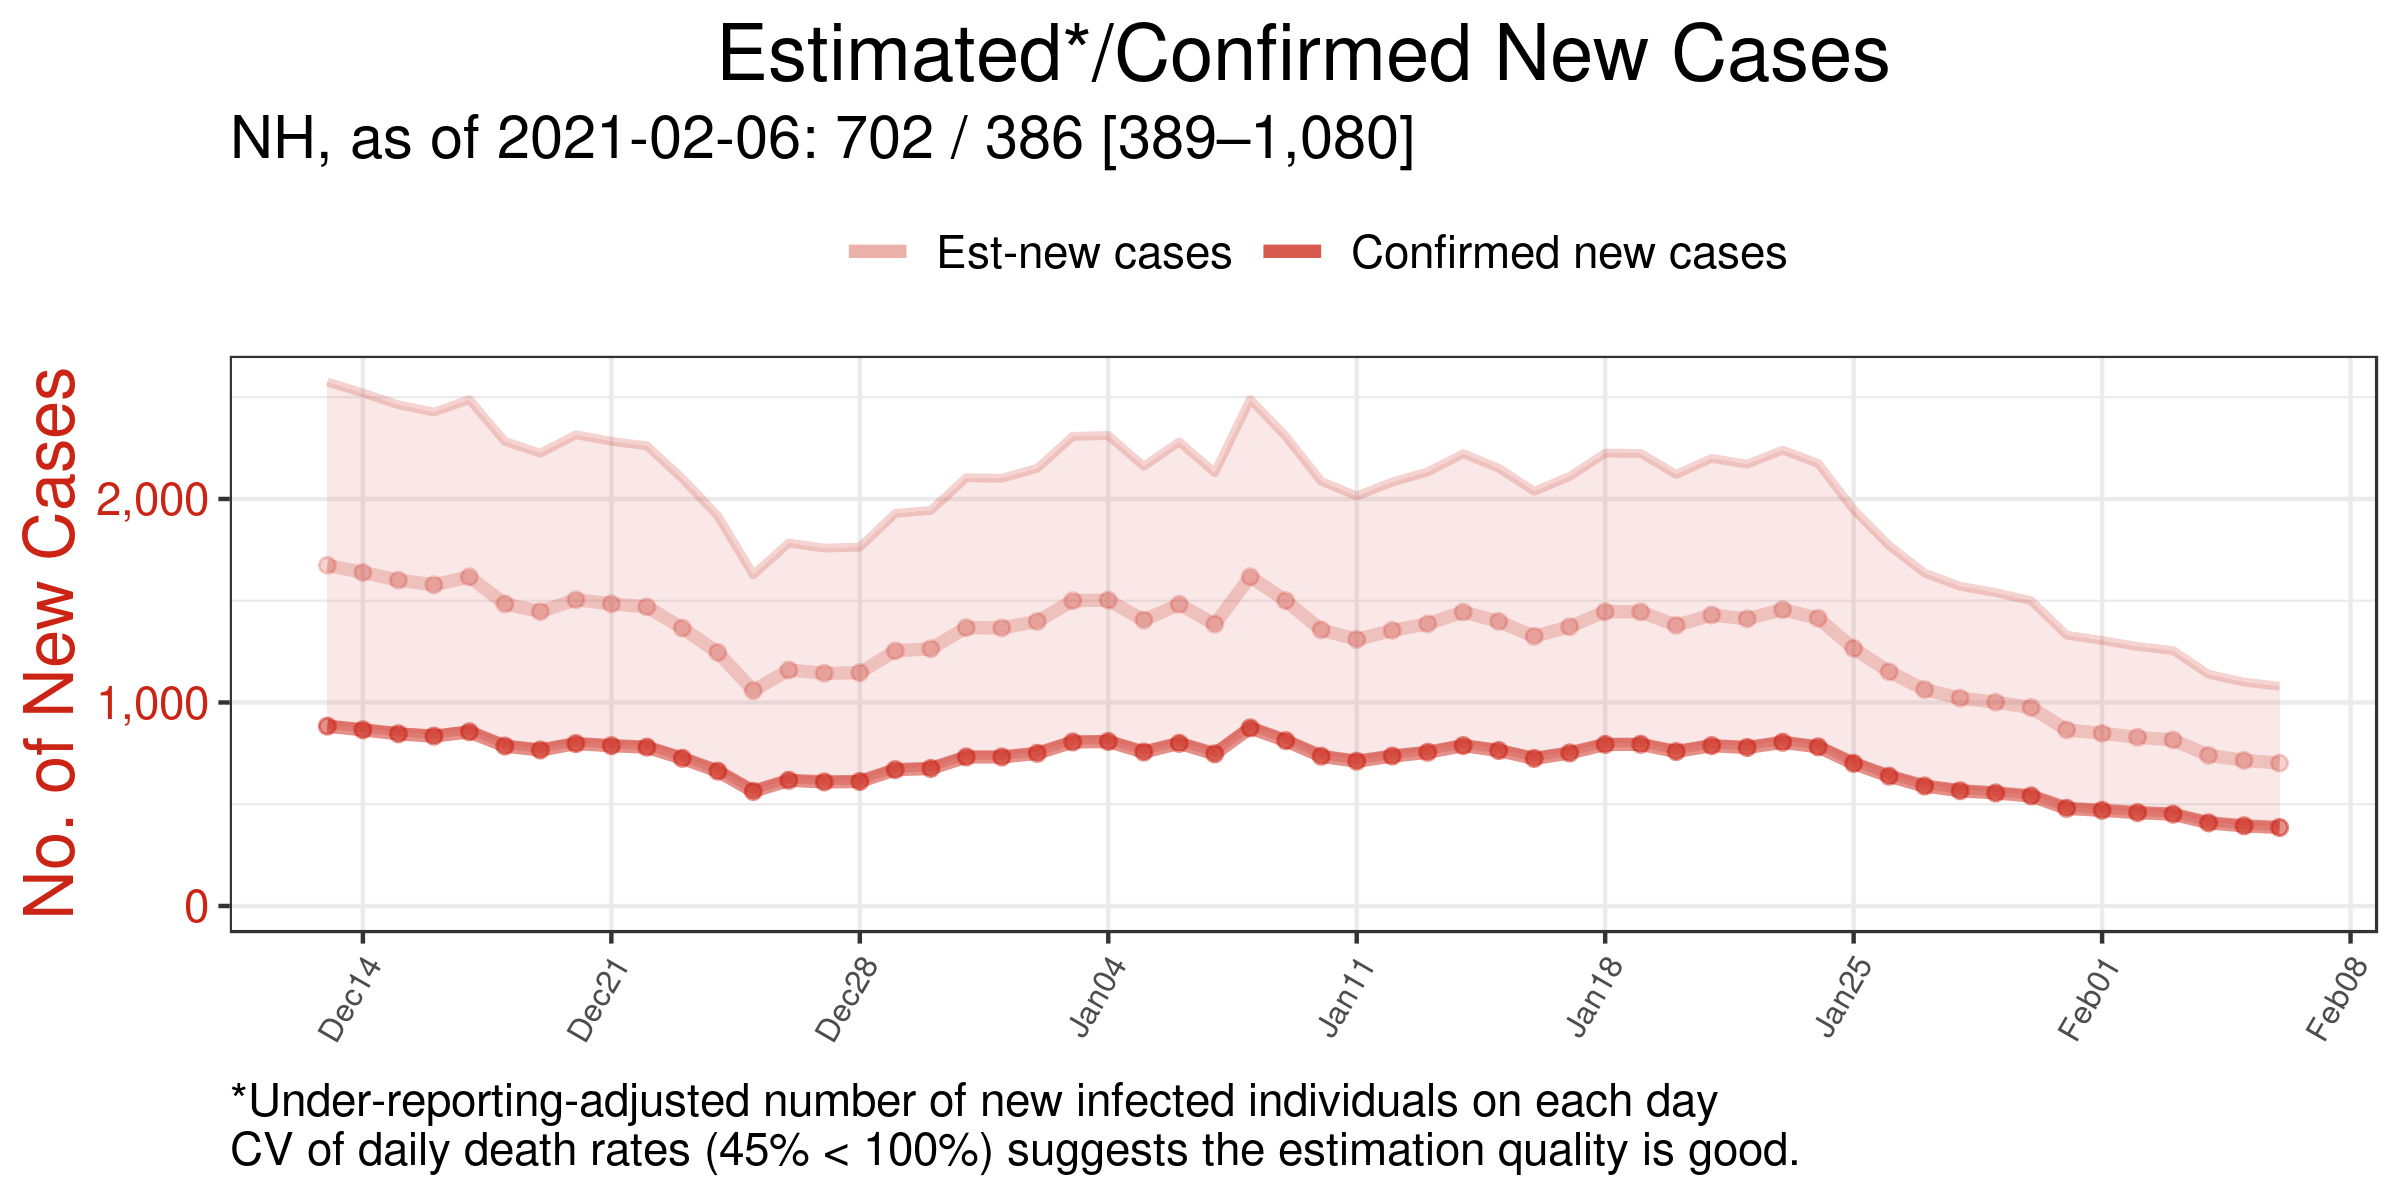 Estimated*/Confirmed New Cases
NH, as of 2021-02-06: 702 / 386 [389–1,080]
Est-new cases
Confirmed new cases
No. of New Cases
2,000
1,000
0
Dec14
Dec21
Dec28
Jan04
Jan11
Jan18
Jan25
Feb01
Feb08
*Under-reporting-adjusted number of new infected individuals on each day
CV of daily death rates (45% < 100%) suggests the estimation quality is good.